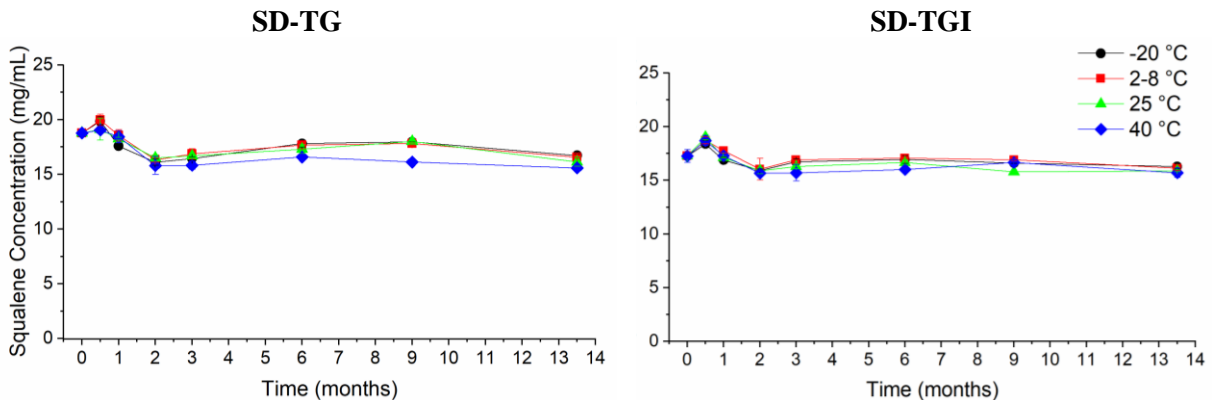 SD-TG
SD-TGI
Squalene Concentration (mg/mL)
25
20
15
10
5
0
0 1 2 3 4 5 6 7 8 9 10 11 12 13 14
Time (months)
25
20
15
10
5
0
0 1 2 3 4 5 6 7 8 9 10 11 12 13 14
Time (months)
-20 °C
2-8 °C
25 °C
40 °C